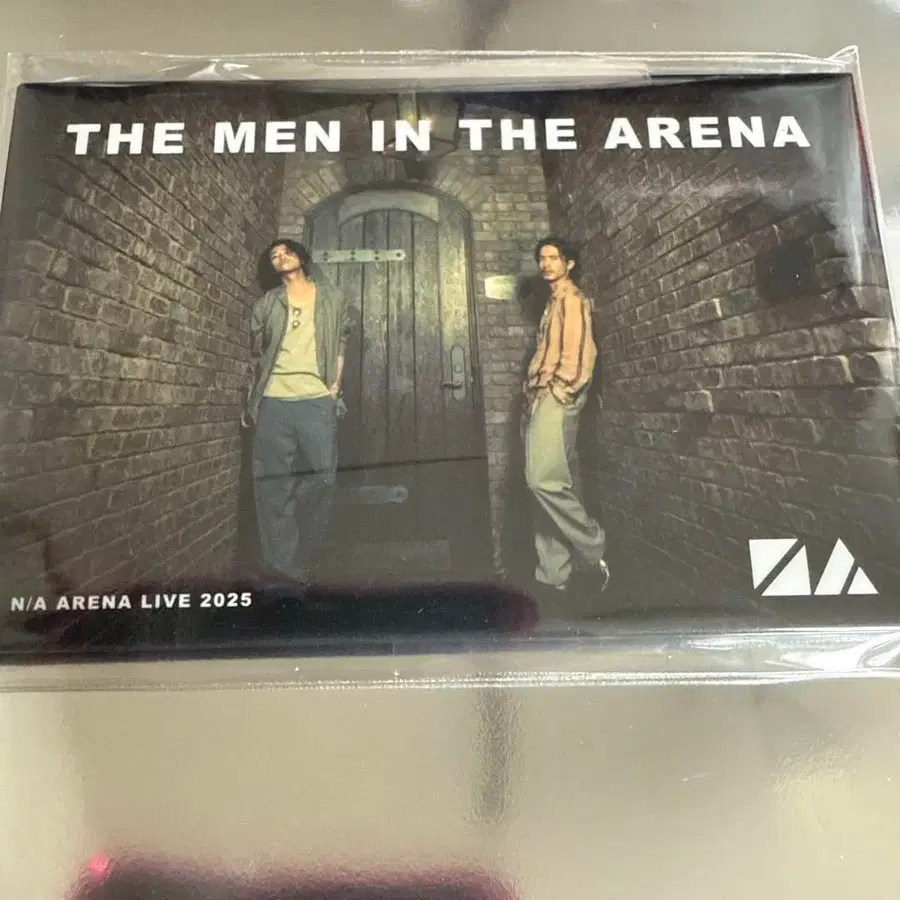 THE MEN IN THE ARENA
N/A ARENA LIVE 2025